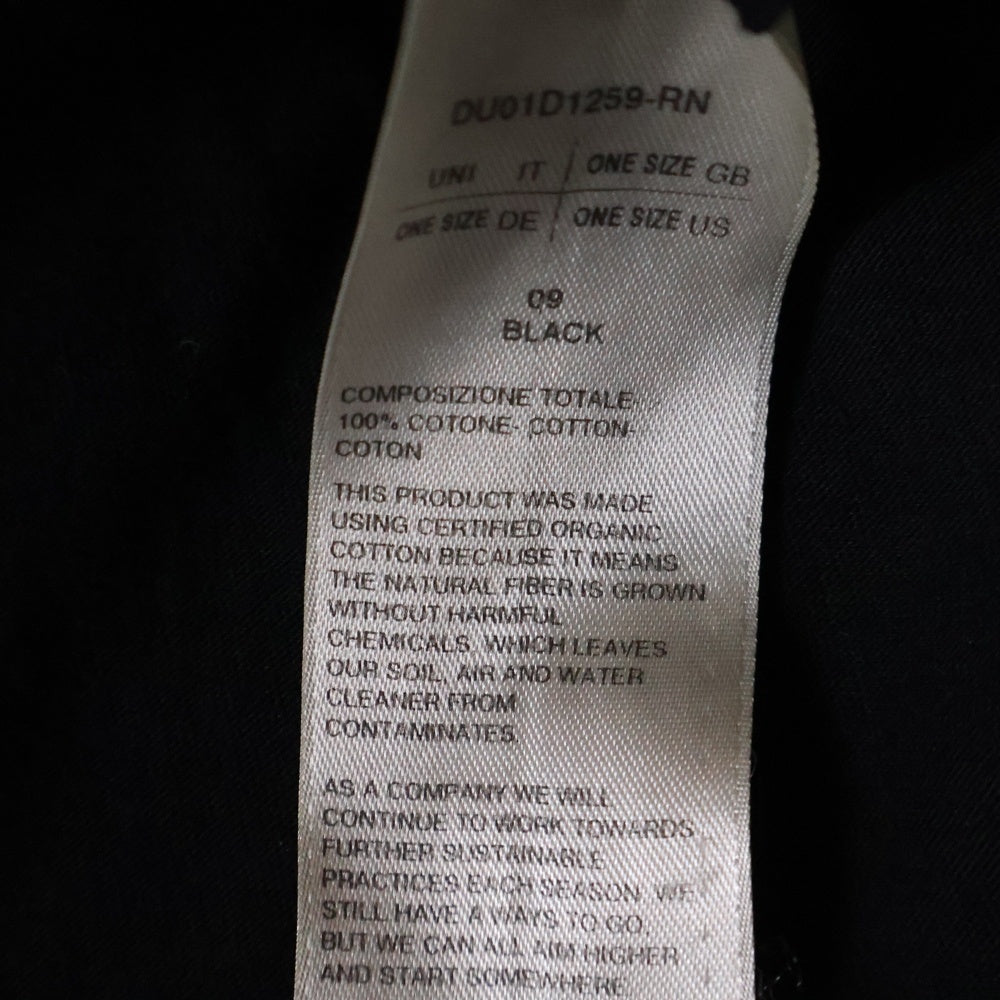 DU01D1259-RN
UNI IT ONE SIZE GB
ONE SIZE DE ONE SIZE US
09
BLACK
COMPOSIZIONE TOTALE-
100% COTONE- COTTON-
COTON
THIS PRODUCT WAS MADE
USING CERTIFIED ORGANIC
COTTON BECAUSE IT MEANS
THE NATURAL FIBER IS GROWN
WITHOUT HARMFUL
CHEMICALS, WHICH LEAVES
OUR SOIL, AIR AND WATER
CLEANER FROM
CONTAMINATES.
AS A COMPANY WE WILL
CONTINUE TO WORK TOWARDS
FURTHER SUSTAINABLE
PRACTICES EACH SEASON. WE
STILL HAVE A WAYS TO GO,
BUT WE CAN ALL AIM HIGHER
AND START SOMEWHERE.